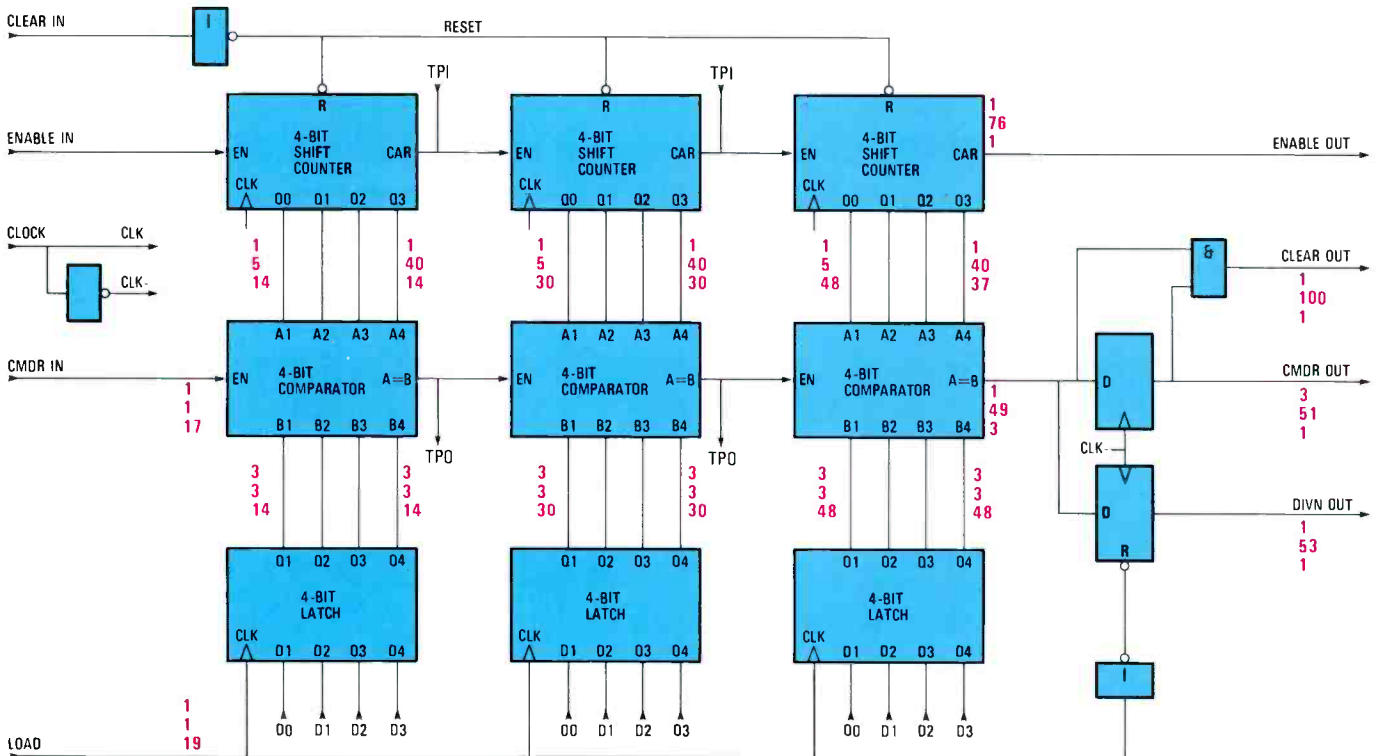 CLEAR IN
I
RESET
TPI
TPI
R
4-BIT
SHIFT
COUNTER
EN
CAR
CLK
Q0 Q1 Q2 Q3
R
4-BIT
SHIFT
COUNTER
EN
CAR
CLK
Q0 Q1 Q2 Q3
R
4-BIT
SHIFT
COUNTER
EN
CAR
CLK
Q0 Q1 Q2 Q3
1
76
1
ENABLE IN
ENABLE OUT
CLOCK
CLK
CLK-
1
5
14
1
40
14
1
5
30
1
40
30
1
5
48
1
40
37
&
CLEAR OUT
1
100
1
CMDR IN
1
1
17
A1 A2 A3 A4
EN
4-BIT
COMPARATOR
A=B
B1 B2 B3 B4
TPO
A1 A2 A3 A4
EN
4-BIT
COMPARATOR
A=B
B1 B2 B3 B4
TPO
A1 A2 A3 A4
EN
4-BIT
COMPARATOR
A=B
B1 B2 B3 B4
1
49
3
D
CMDR OUT
3
51
1
CLK-
D
R
DIVN OUT
1
53
1
3
3
14
3
3
14
3
3
30
3
3
30
3
3
48
3
3
48
Q1 Q2 Q3 Q4
4-BIT
LATCH
CLK
D1 D2 D3 D4
Q1 Q2 Q3 Q4
4-BIT
LATCH
CLK
D1 D2 D3 D4
Q1 Q2 Q3 Q4
4-BIT
LATCH
CLK
D1 D2 D3 D4
I
1
1
19
D0 D1 D2 D3
D0 D1 D2 D3
D0 D1 D2 D3
LOAD